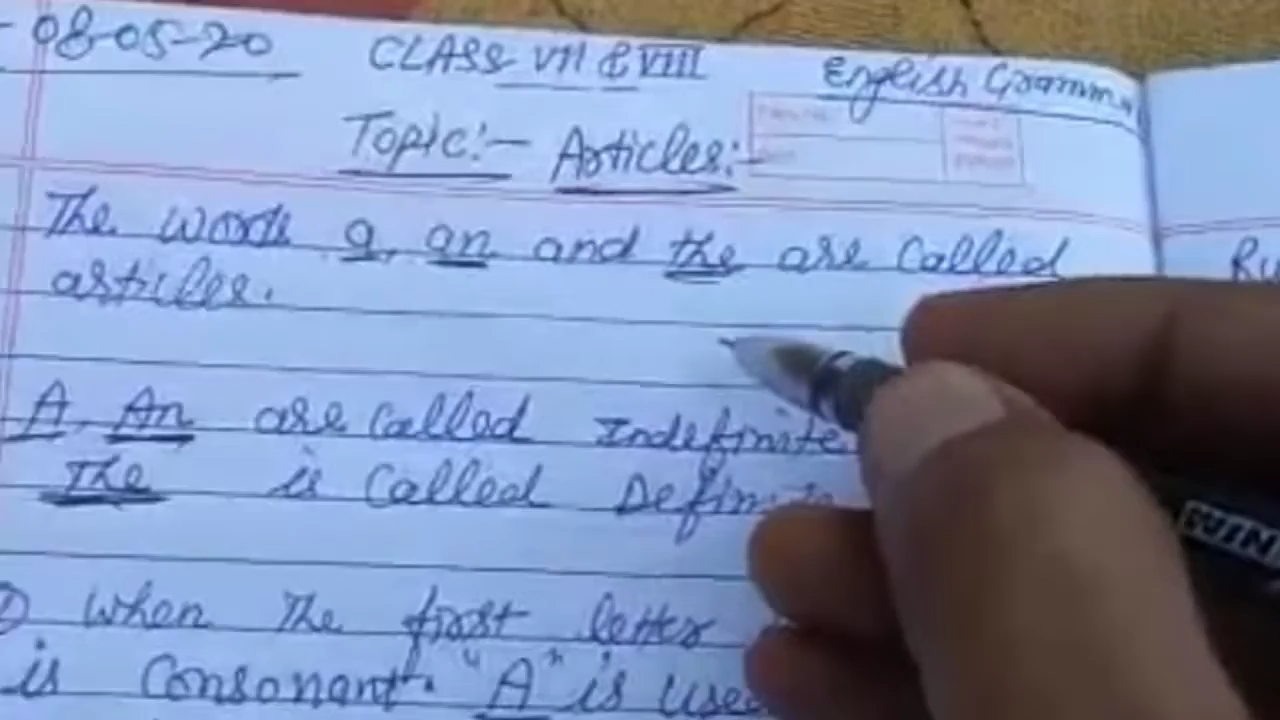 08-05-20 CLASS VII & VIII English Gramm
Topic:- Articles:-
The words a, an and the are called
articles.
A, An are called Indefinite
The is called Defin
When the first letter
is consonant. "A" is used